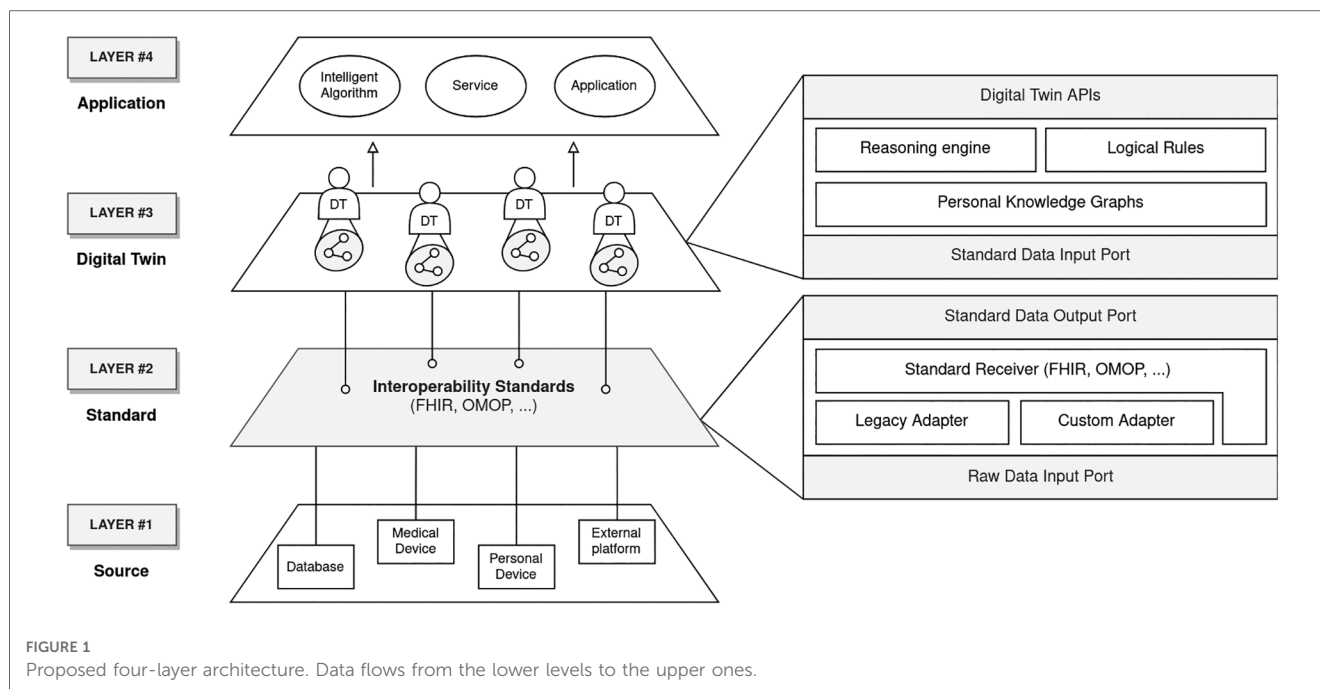 LAYER #4
Application
Intelligent
Algorithm
Service
Application
LAYER #3
Digital Twin
DT
DT
DT
DT
Digital Twin APIs
Reasoning engine
Logical Rules
Personal Knowledge Graphs
Standard Data Input Port
LAYER #2
Standard
Interoperability Standards
(FHIR, OMOP, ...)
Standard Data Output Port
Standard Receiver (FHIR, OMOP, ...)
Legacy Adapter
Custom Adapter
Raw Data Input Port
LAYER #1
Source
Database
Medical
Device
Personal
Device
External
platform
FIGURE 1
Proposed four-layer architecture. Data flows from the lower levels to the upper ones.